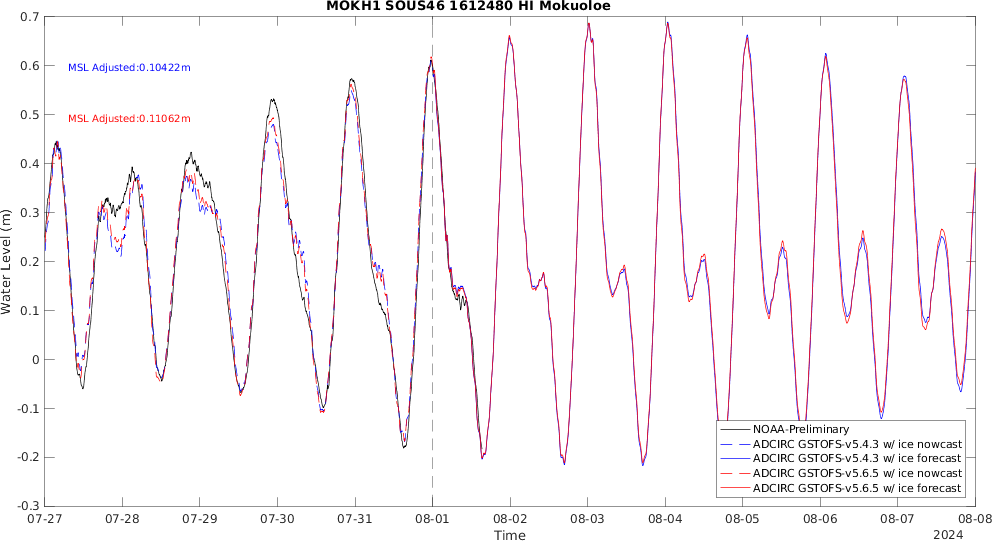 MOKH1 SOUS46 1612480 HI Mokuoloe
0.7
0.6
0.5
0.4
0.3
0.2
0.1
0
-0.1
-0.2
-0.3
Water Level (m)
MSL Adjusted:0.10422m
MSL Adjusted:0.11062m
NOAA-Preliminary
ADCIRC GSTOFS-v5.4.3 w/ ice nowcast
ADCIRC GSTOFS-v5.4.3 w/ ice forecast
ADCIRC GSTOFS-v5.6.5 w/ ice nowcast
ADCIRC GSTOFS-v5.6.5 w/ ice forecast
07-27 07-28 07-29 07-30 07-31 08-01 08-02 08-03 08-04 08-05 08-06 08-07 08-08
Time
2024